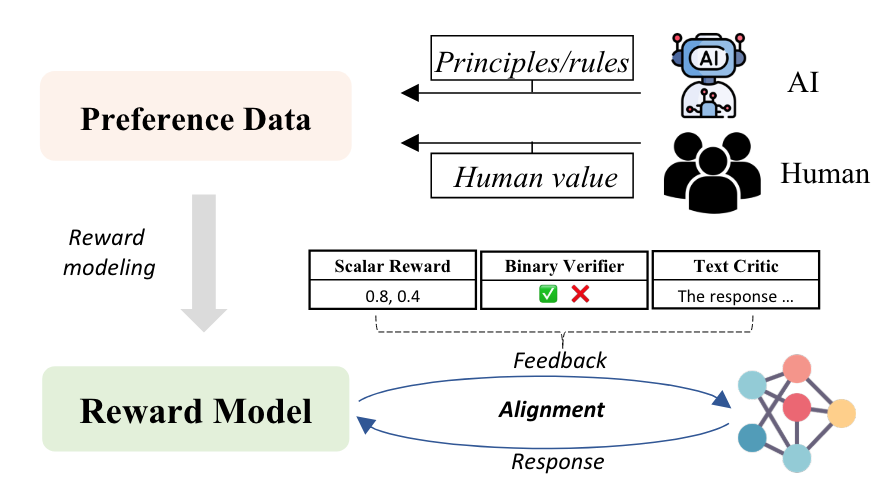 Principles/rules
AI
AI
Preference Data
Human value
Human
Reward
modeling
Scalar Reward
Binary Verifier
Text Critic
0.8, 0.4
The response ...
Feedback
Reward Model
Alignment
Response